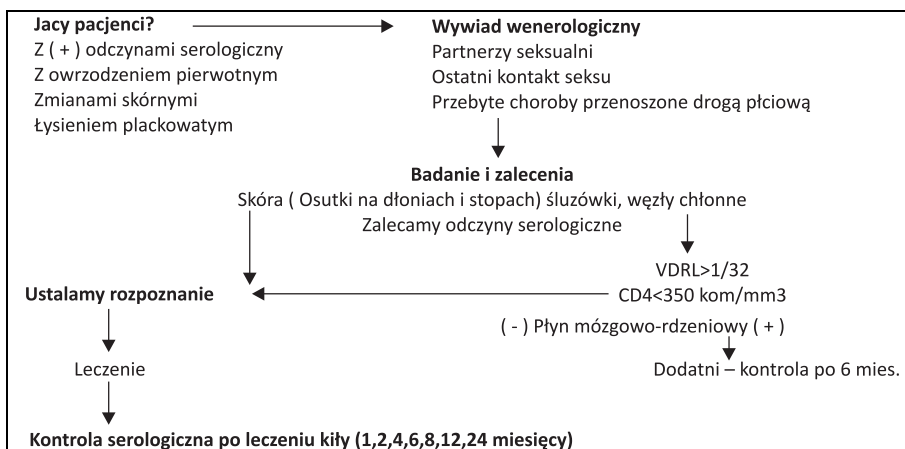 Jacy pacjenci?
Z ( + ) odczynami serologiczny
Z owrzodzeniem pierwotnym
Zmianami skórnymi
Łysieniem plackowatym
Wywiad wenerologiczny
Partnerzy seksualni
Ostatni kontakt seksu
Przebyte choroby przenoszone drogą płciową
Badanie i zalecenia
Skóra ( Osutki na dłoniach i stopach) śluzówki, węzły chłonne
Zalecamy odczyny serologiczne
VDRL>1/32
CD4<350 kom/mm3
( - ) Płyn mózgowo-rdzeniowy ( + )
Dodatni – kontrola po 6 mies.
Ustalamy rozpoznanie
Leczenie
Kontrola serologiczna po leczeniu kiły (1,2,4,6,8,12,24 miesięcy)